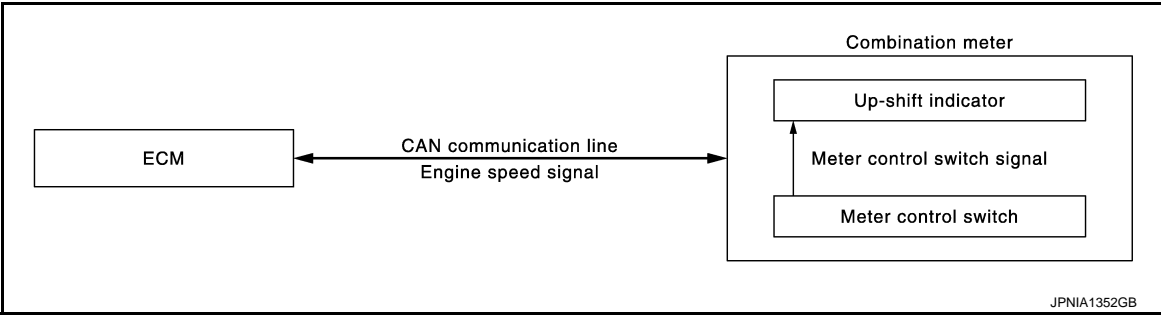 Combination meter
Up-shift indicator
ECM
CAN communication line
Engine speed signal
Meter control switch signal
Meter control switch
JPNIA1352GB